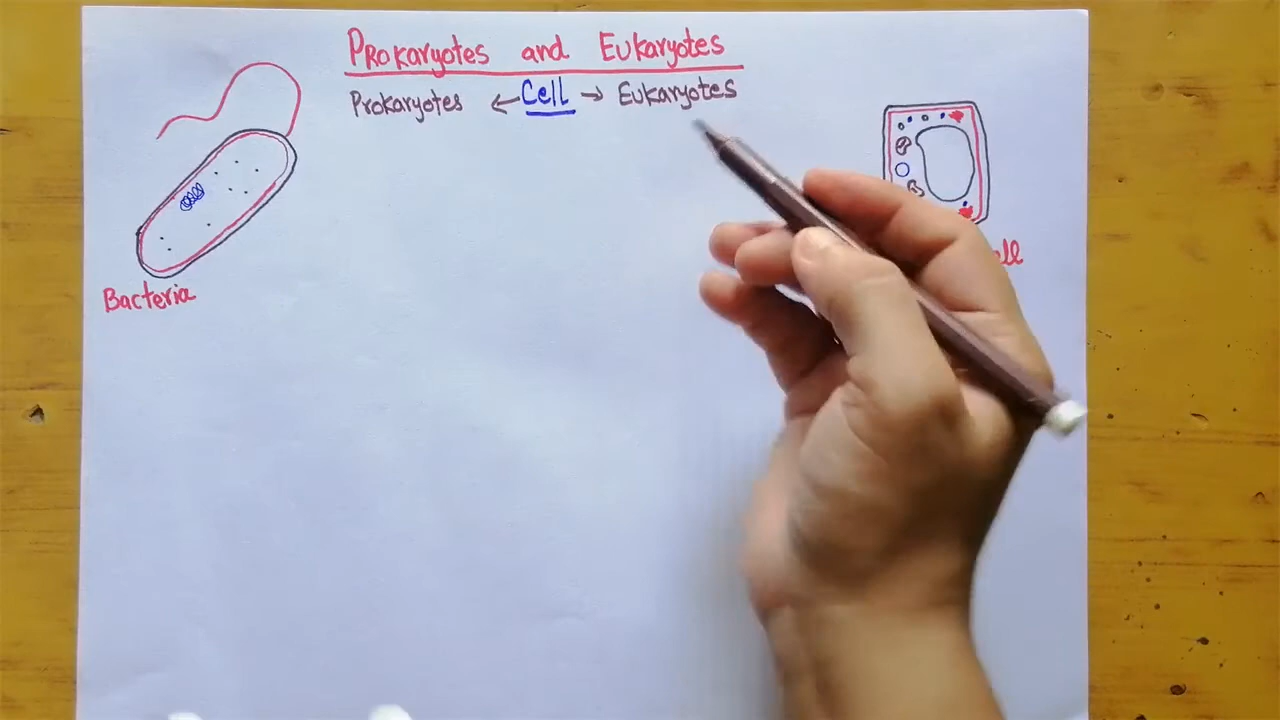 Prokaryotes and Eukaryotes
Prokaryotes ← Cell → Eukaryotes
Bacteria